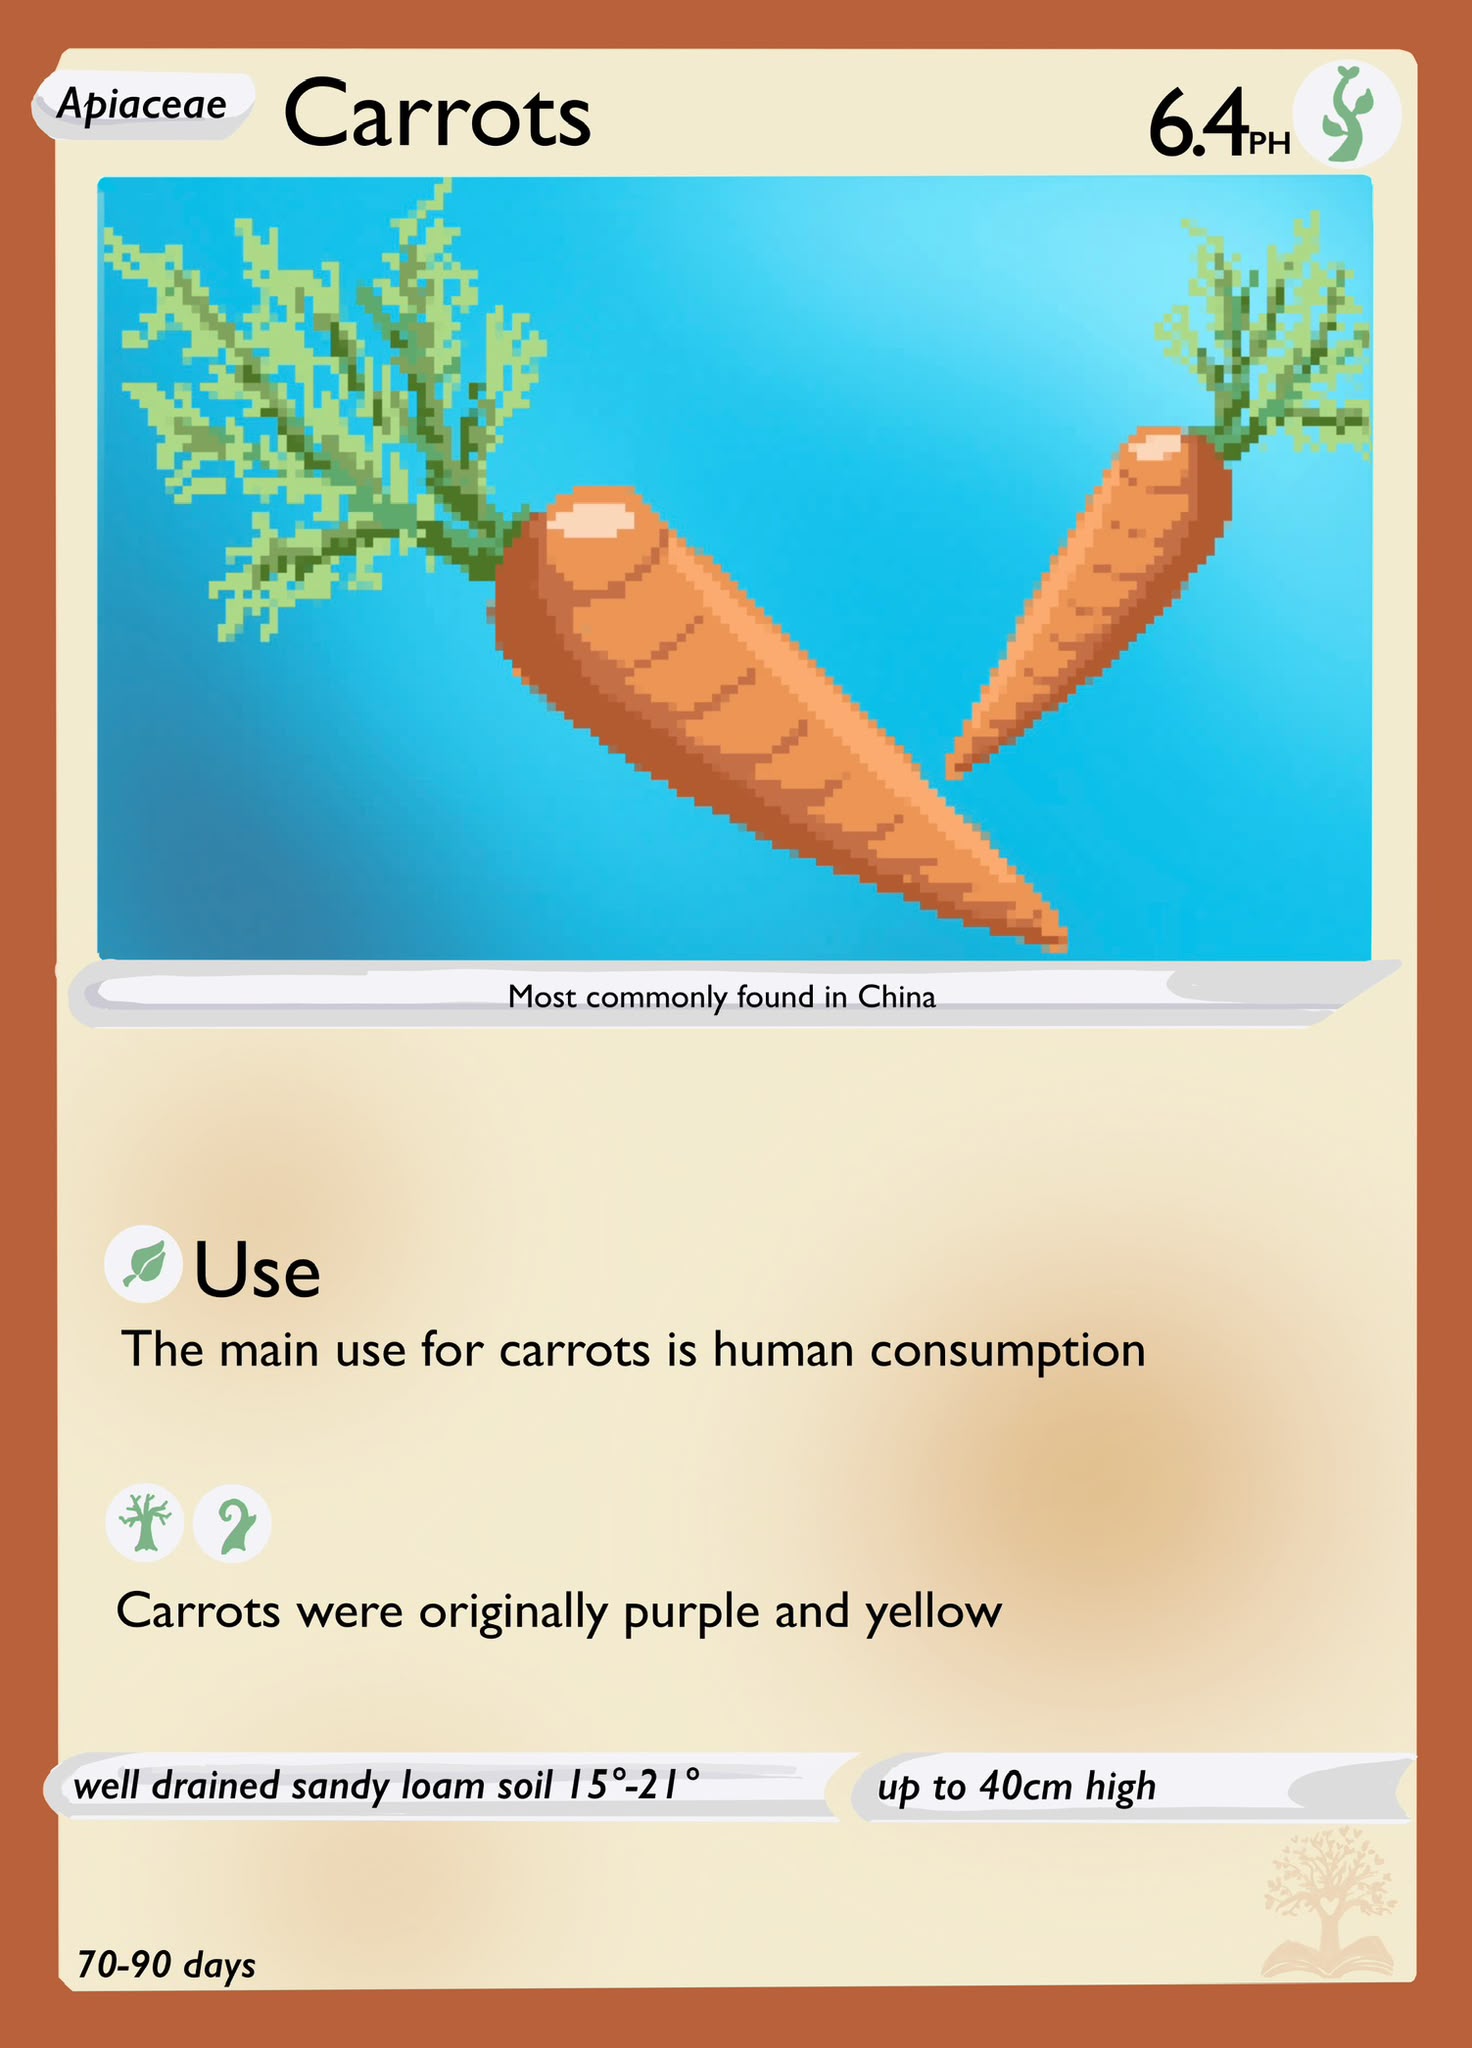 Apiaceae
Carrots
6.4PH
Most commonly found in China
Use
The main use for carrots is human consumption
Carrots were originally purple and yellow
well drained sandy loam soil 15°-21°
up to 40cm high
70-90 days